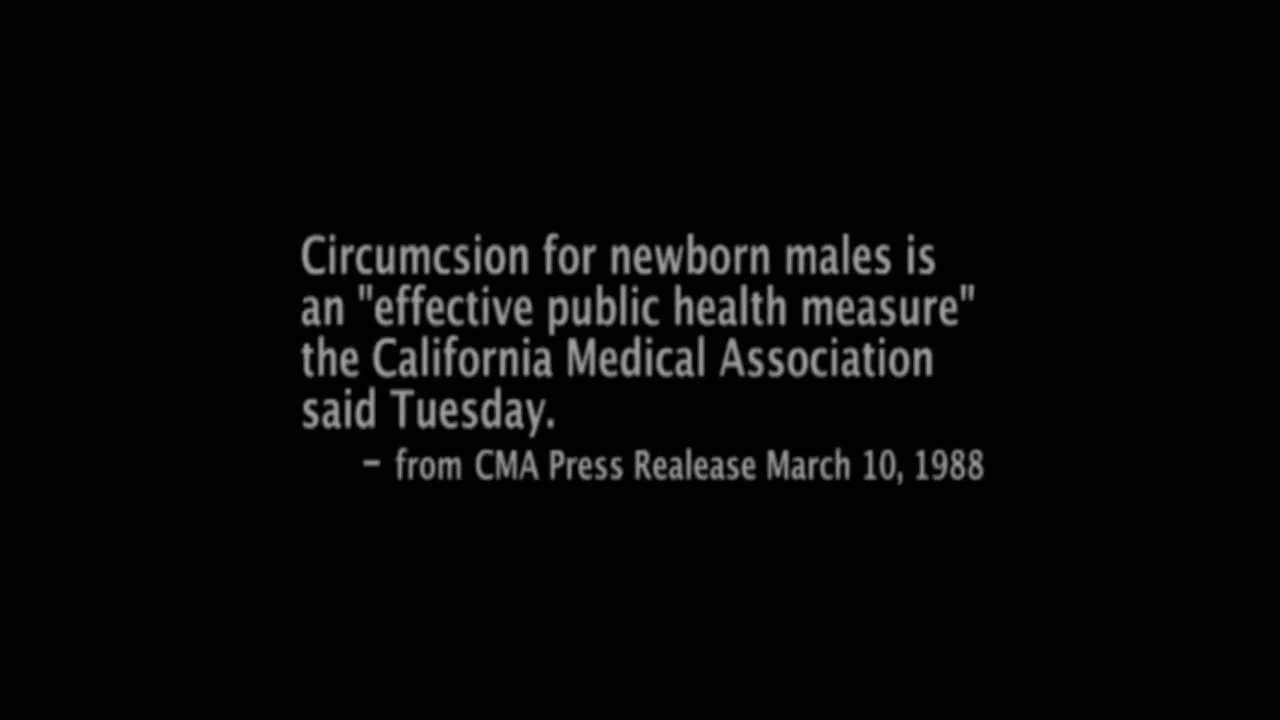 Circumcsion for newborn males is
an "effective public health measure"
the California Medical Association
said Tuesday.
– from CMA Press Realease March 10, 1988